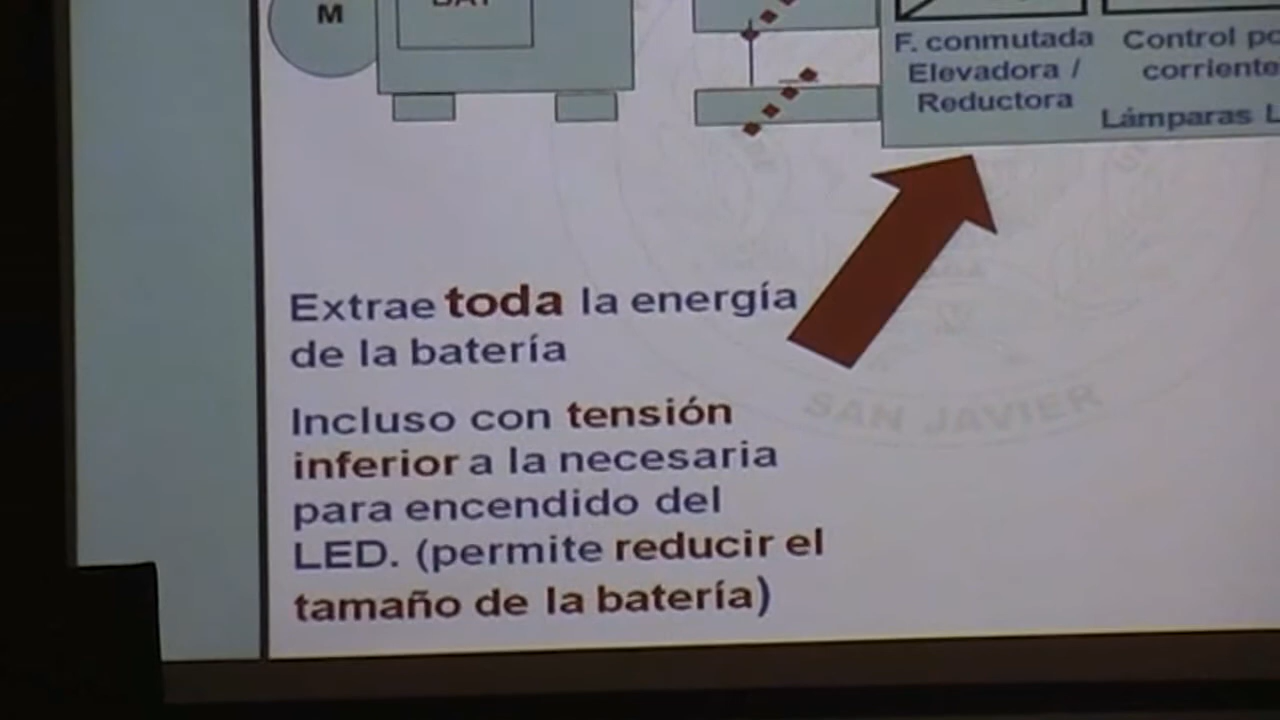 M
F. conmutada
Elevadora /
Reductora
Control
corriente
Lámparas
Extrae toda la energía
de la batería
Incluso con tensión
inferior a la necesaria
para encendido del
LED. (permite reducir el
tamaño de la batería)
SAN JAVIER